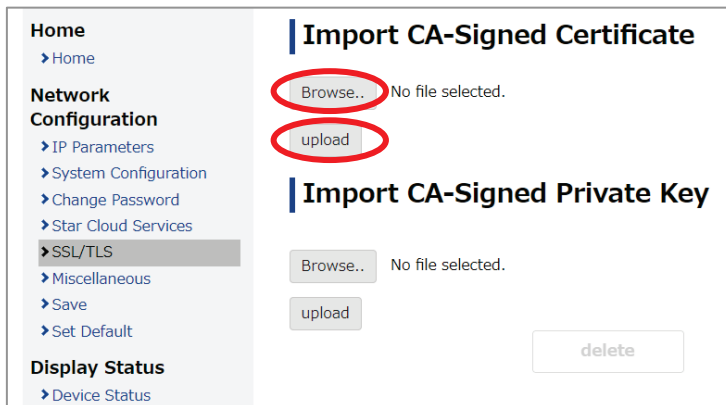 Home
Home
Network
Configuration
IP Parameters
System Configuration
Change Password
Star Cloud Services
SSL/TLS
Miscellaneous
Save
Set Default
Display Status
Device Status
Import CA-Signed Certificate
Browse.. No file selected.
upload
Import CA-Signed Private Key
Browse.. No file selected.
upload
delete